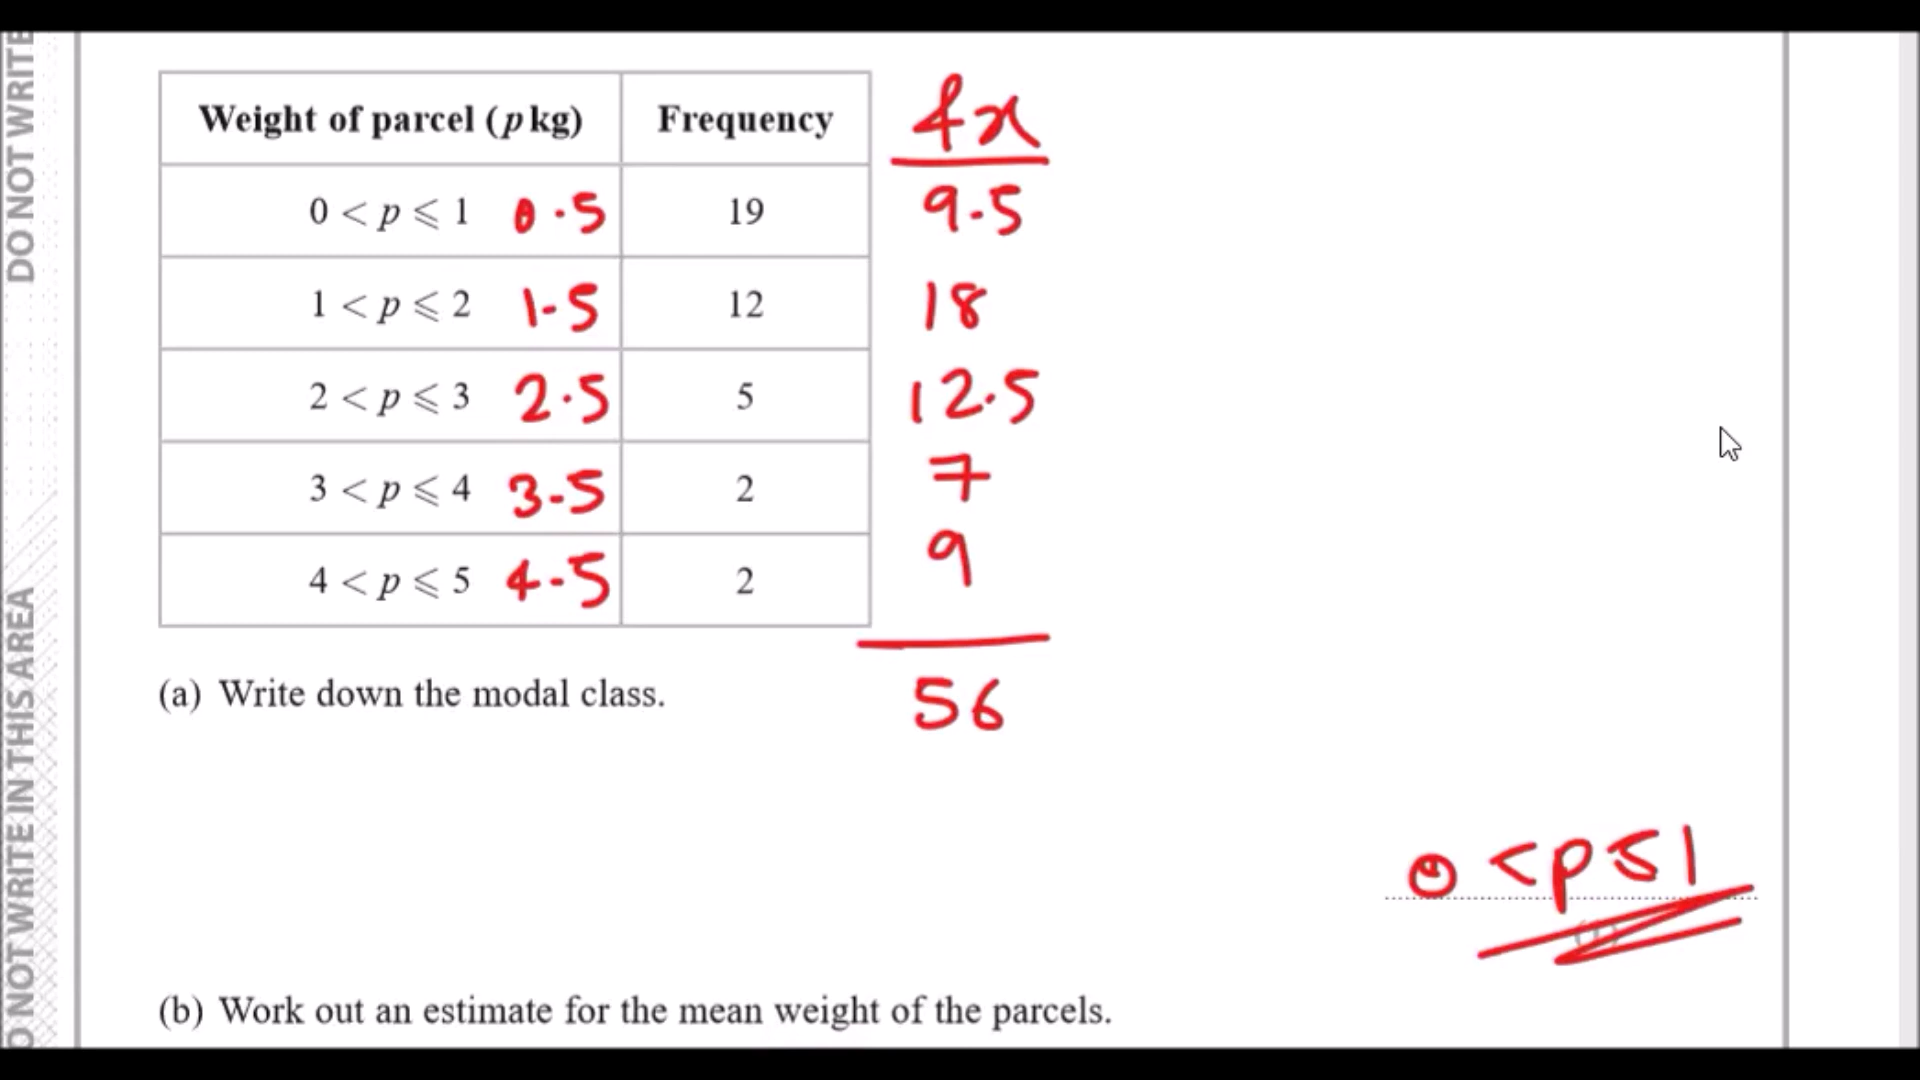 DO NOT WRITE
DO NOT WRITE IN THIS AREA
Weight of parcel (p kg) Frequency fx
0 < p ⩽ 1 0.5 19 9.5
1 < p ⩽ 2 1.5 12 18
2 < p ⩽ 3 2.5 5 12.5
3 < p ⩽ 4 3.5 2 7
4 < p ⩽ 5 4.5 2 9
56
(a) Write down the modal class.
0 < p ≤ 1
(1)
(b) Work out an estimate for the mean weight of the parcels.